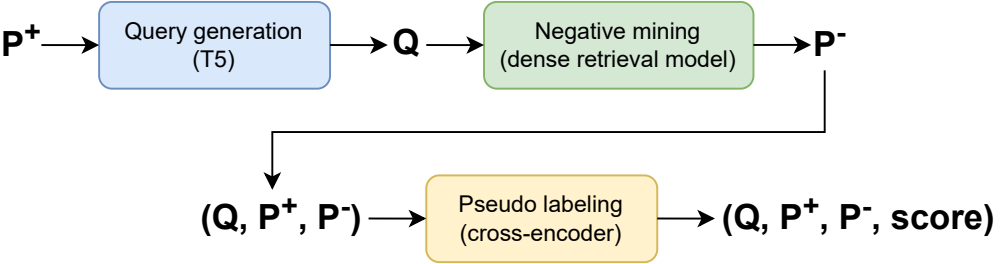 P⁺ Query generation (T5) Q Negative mining (dense retrieval model) P⁻
(Q, P⁺, P⁻) Pseudo labeling (cross-encoder) (Q, P⁺, P⁻, score)